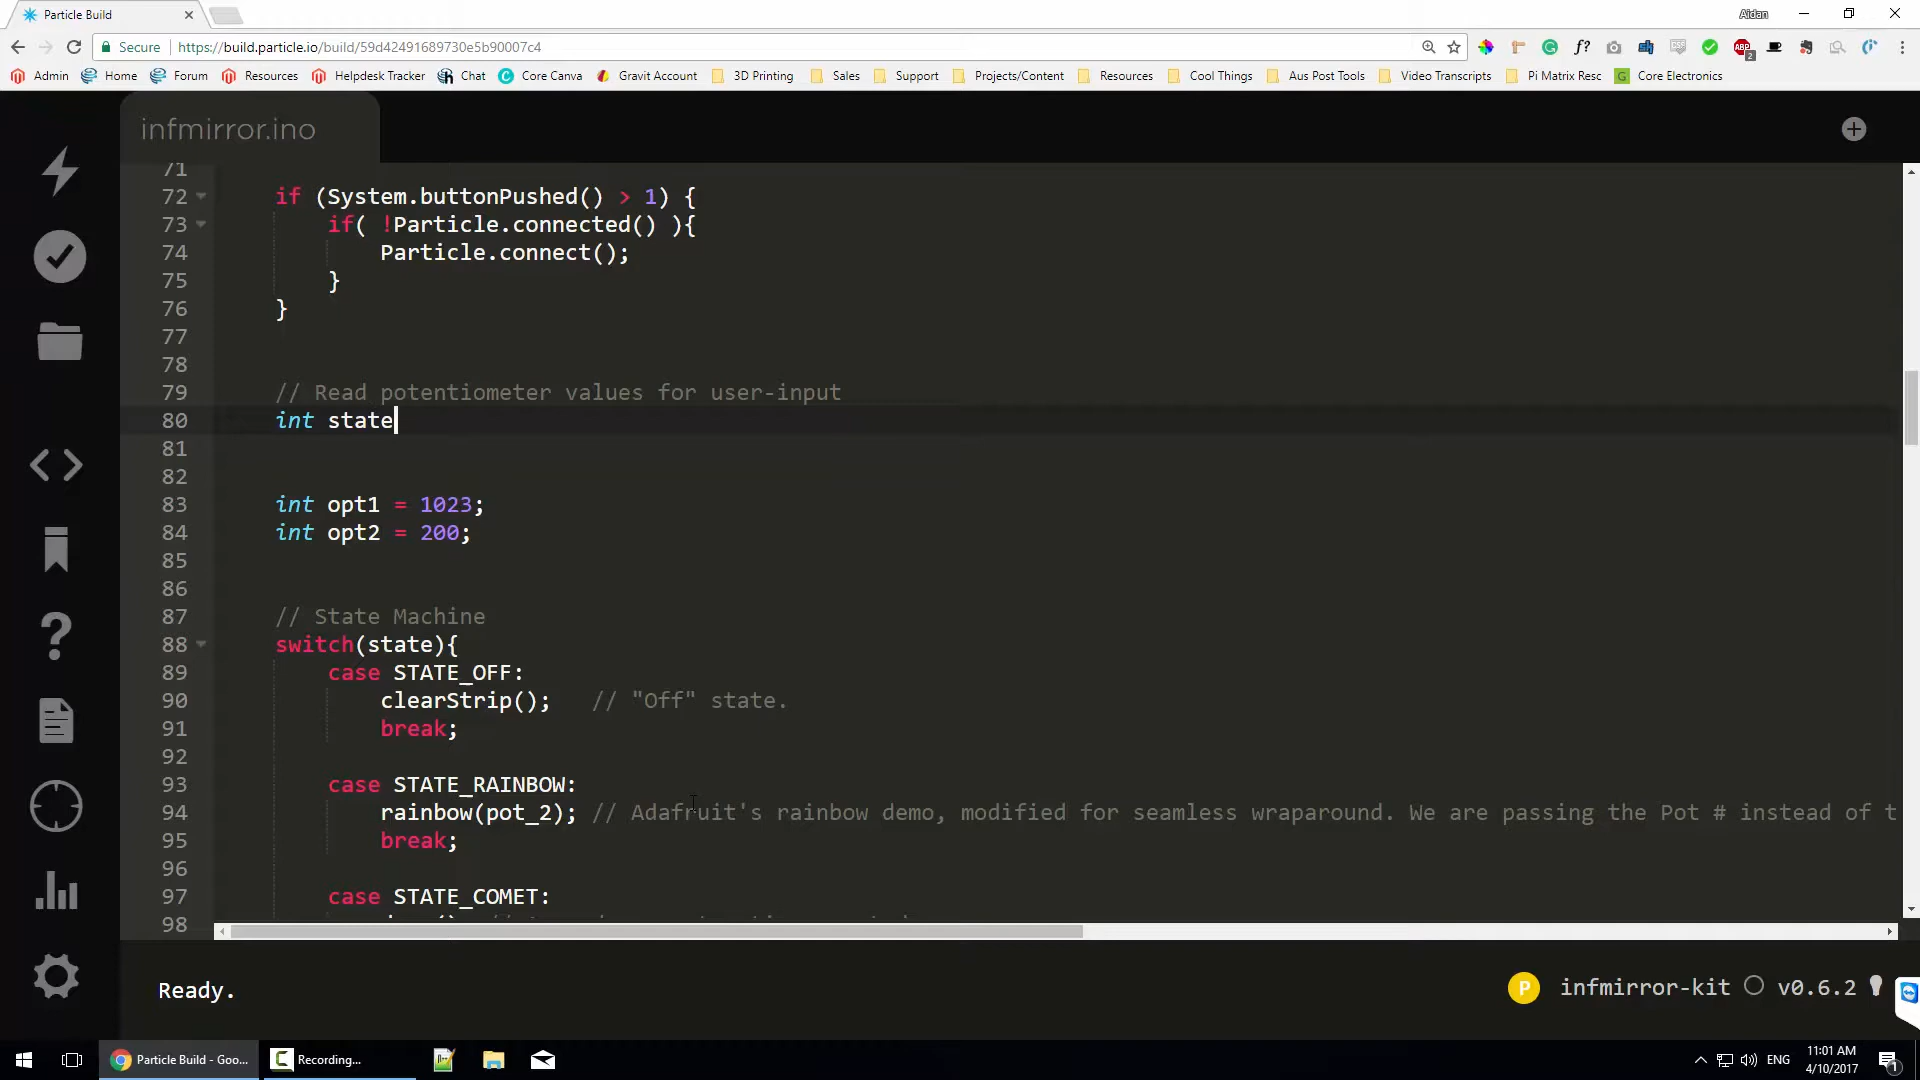 Particle Build
Aidan
Secure https://build.particle.io/build/59d42491689730e5b90007c4
Admin Home Forum Resources Helpdesk Tracker Chat Core Canva Gravit Account 3D Printing Sales Support Projects/Content Resources Cool Things Aus Post Tools Video Transcripts Pi Matrix Resc Core Electronics
infmirror.ino
71
72 if (System.buttonPushed() > 1) {
73 if( !Particle.connected() ){
74 Particle.connect();
75 }
76 }
77
78
79 // Read potentiometer values for user-input
80 int state
81
82
83 int opt1 = 1023;
84 int opt2 = 200;
85
86
87 // State Machine
88 switch(state){
89 case STATE_OFF:
90 clearStrip(); // "Off" state.
91 break;
92
93 case STATE_RAINBOW:
94 rainbow(pot_2); // Adafruit's rainbow demo, modified for seamless wraparound. We are passing the Pot # instead of t
95 break;
96
97 case STATE_COMET:
98
Ready.
P infmirror-kit v0.6.2
Particle Build - Goo...
Recording...
ENG
11:01 AM
4/10/2017
1